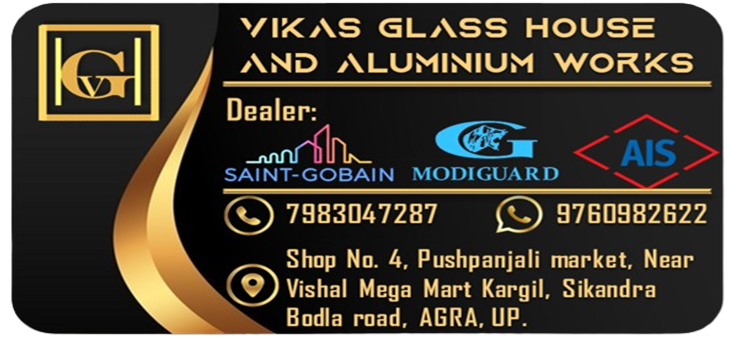 GV
VIKAS GLASS HOUSE
AND ALUMINIUM WORKS
Dealer:
SAINT-GOBAIN
G
MODIGUARD
AIS
7983047287
9760982622
Shop No. 4, Pushpanjali market, Near
Vishal Mega Mart Kargil, Sikandra
Bodla road, AGRA, UP.